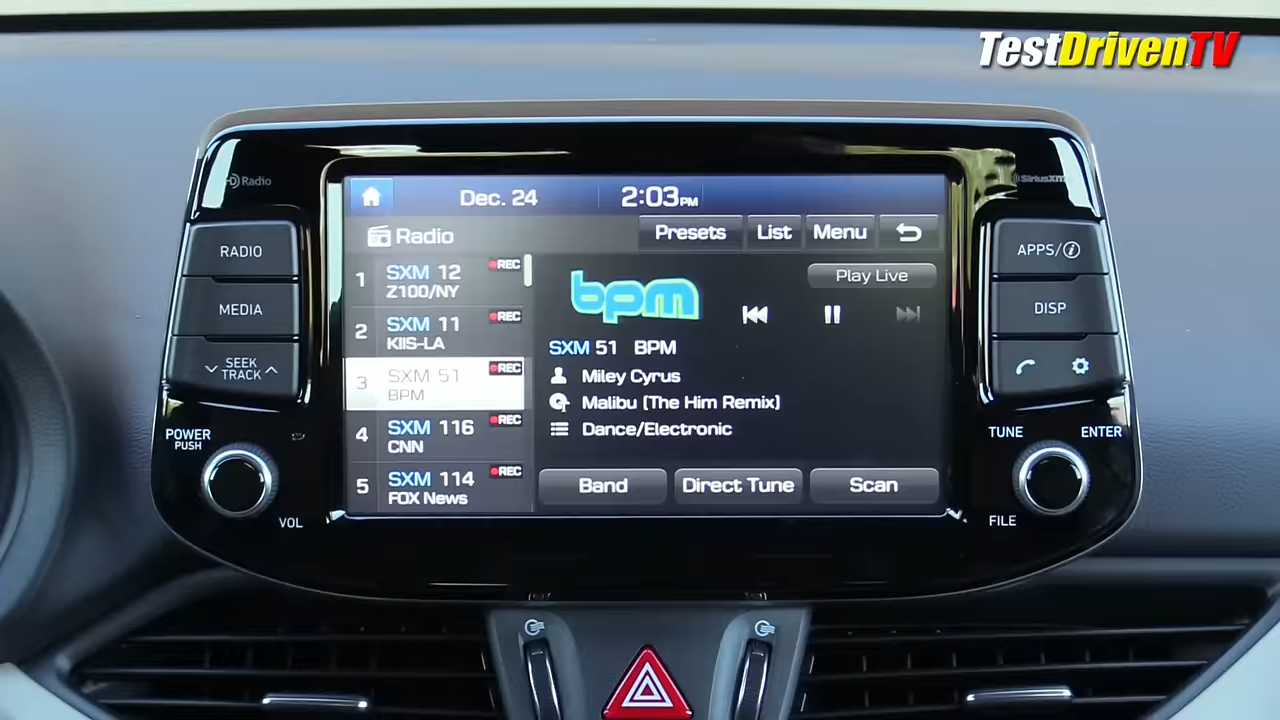 TestDrivenTV
HD Radio
SiriusXM
Dec. 24
2:03PM
Radio
Presets
List
Menu
RADIO
MEDIA
SEEK
TRACK
POWER
PUSH
VOL
1 SXM 12 REC
Z100/NY
2 SXM 11 REC
KIIS-LA
3 SXM 51 REC
BPM
4 SXM 116 REC
CNN
5 SXM 114 REC
FOX News
bpm
Play Live
SXM 51 BPM
Miley Cyrus
Malibu (The Him Remix)
Dance/Electronic
Band
Direct Tune
Scan
APPS/i
DISP
TUNE
ENTER
FILE